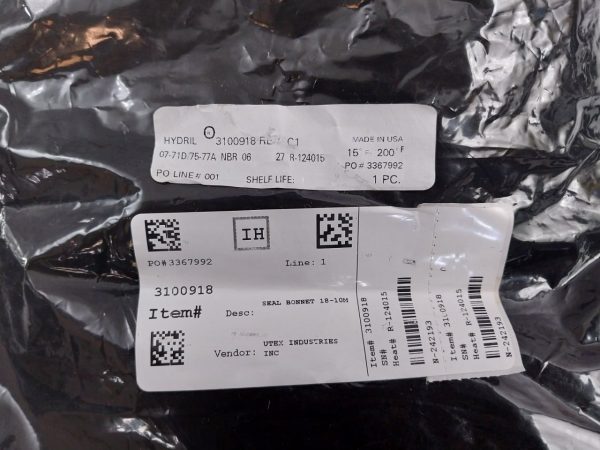 HYDRIL 3100918 C1 MADE IN USA
07-71D/75-77A NBR 06 27 R-124015 15°F 200°F
PO # 3367992
PO LINE # 001 SHELF LIFE: 1 PC.
IH
PO#3367992 Line: 1
3100918
Item# Desc: SEAL BONNET 18-10M
Vendor: UTEX INDUSTRIES INC
Item# 3100918
SN#
Heat# R-124015
N-242193
Item# 3100918
SN#
Heat# R-124015
N-242193